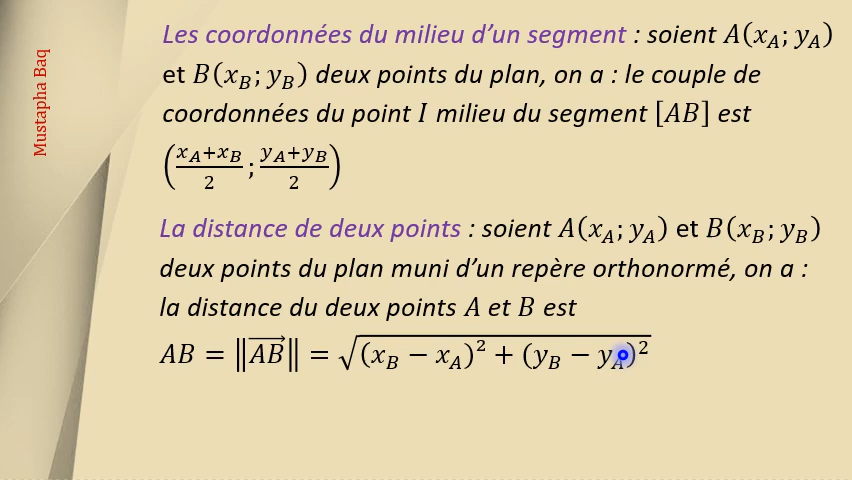 Mustapha Baq
Les coordonnées du milieu d’un segment : soient A(x_A; y_A)
et B(x_B; y_B) deux points du plan, on a : le couple de
coordonnées du point I milieu du segment [AB] est
((x_A+x_B)/2 ; (y_A+y_B)/2)
La distance de deux points : soient A(x_A; y_A) et B(x_B; y_B)
deux points du plan muni d’un repère orthonormé, on a :
la distance du deux points A et B est
AB = ‖\overrightarrow{AB}‖ = √((x_B − x_A)² + (y_B − y_A)²)